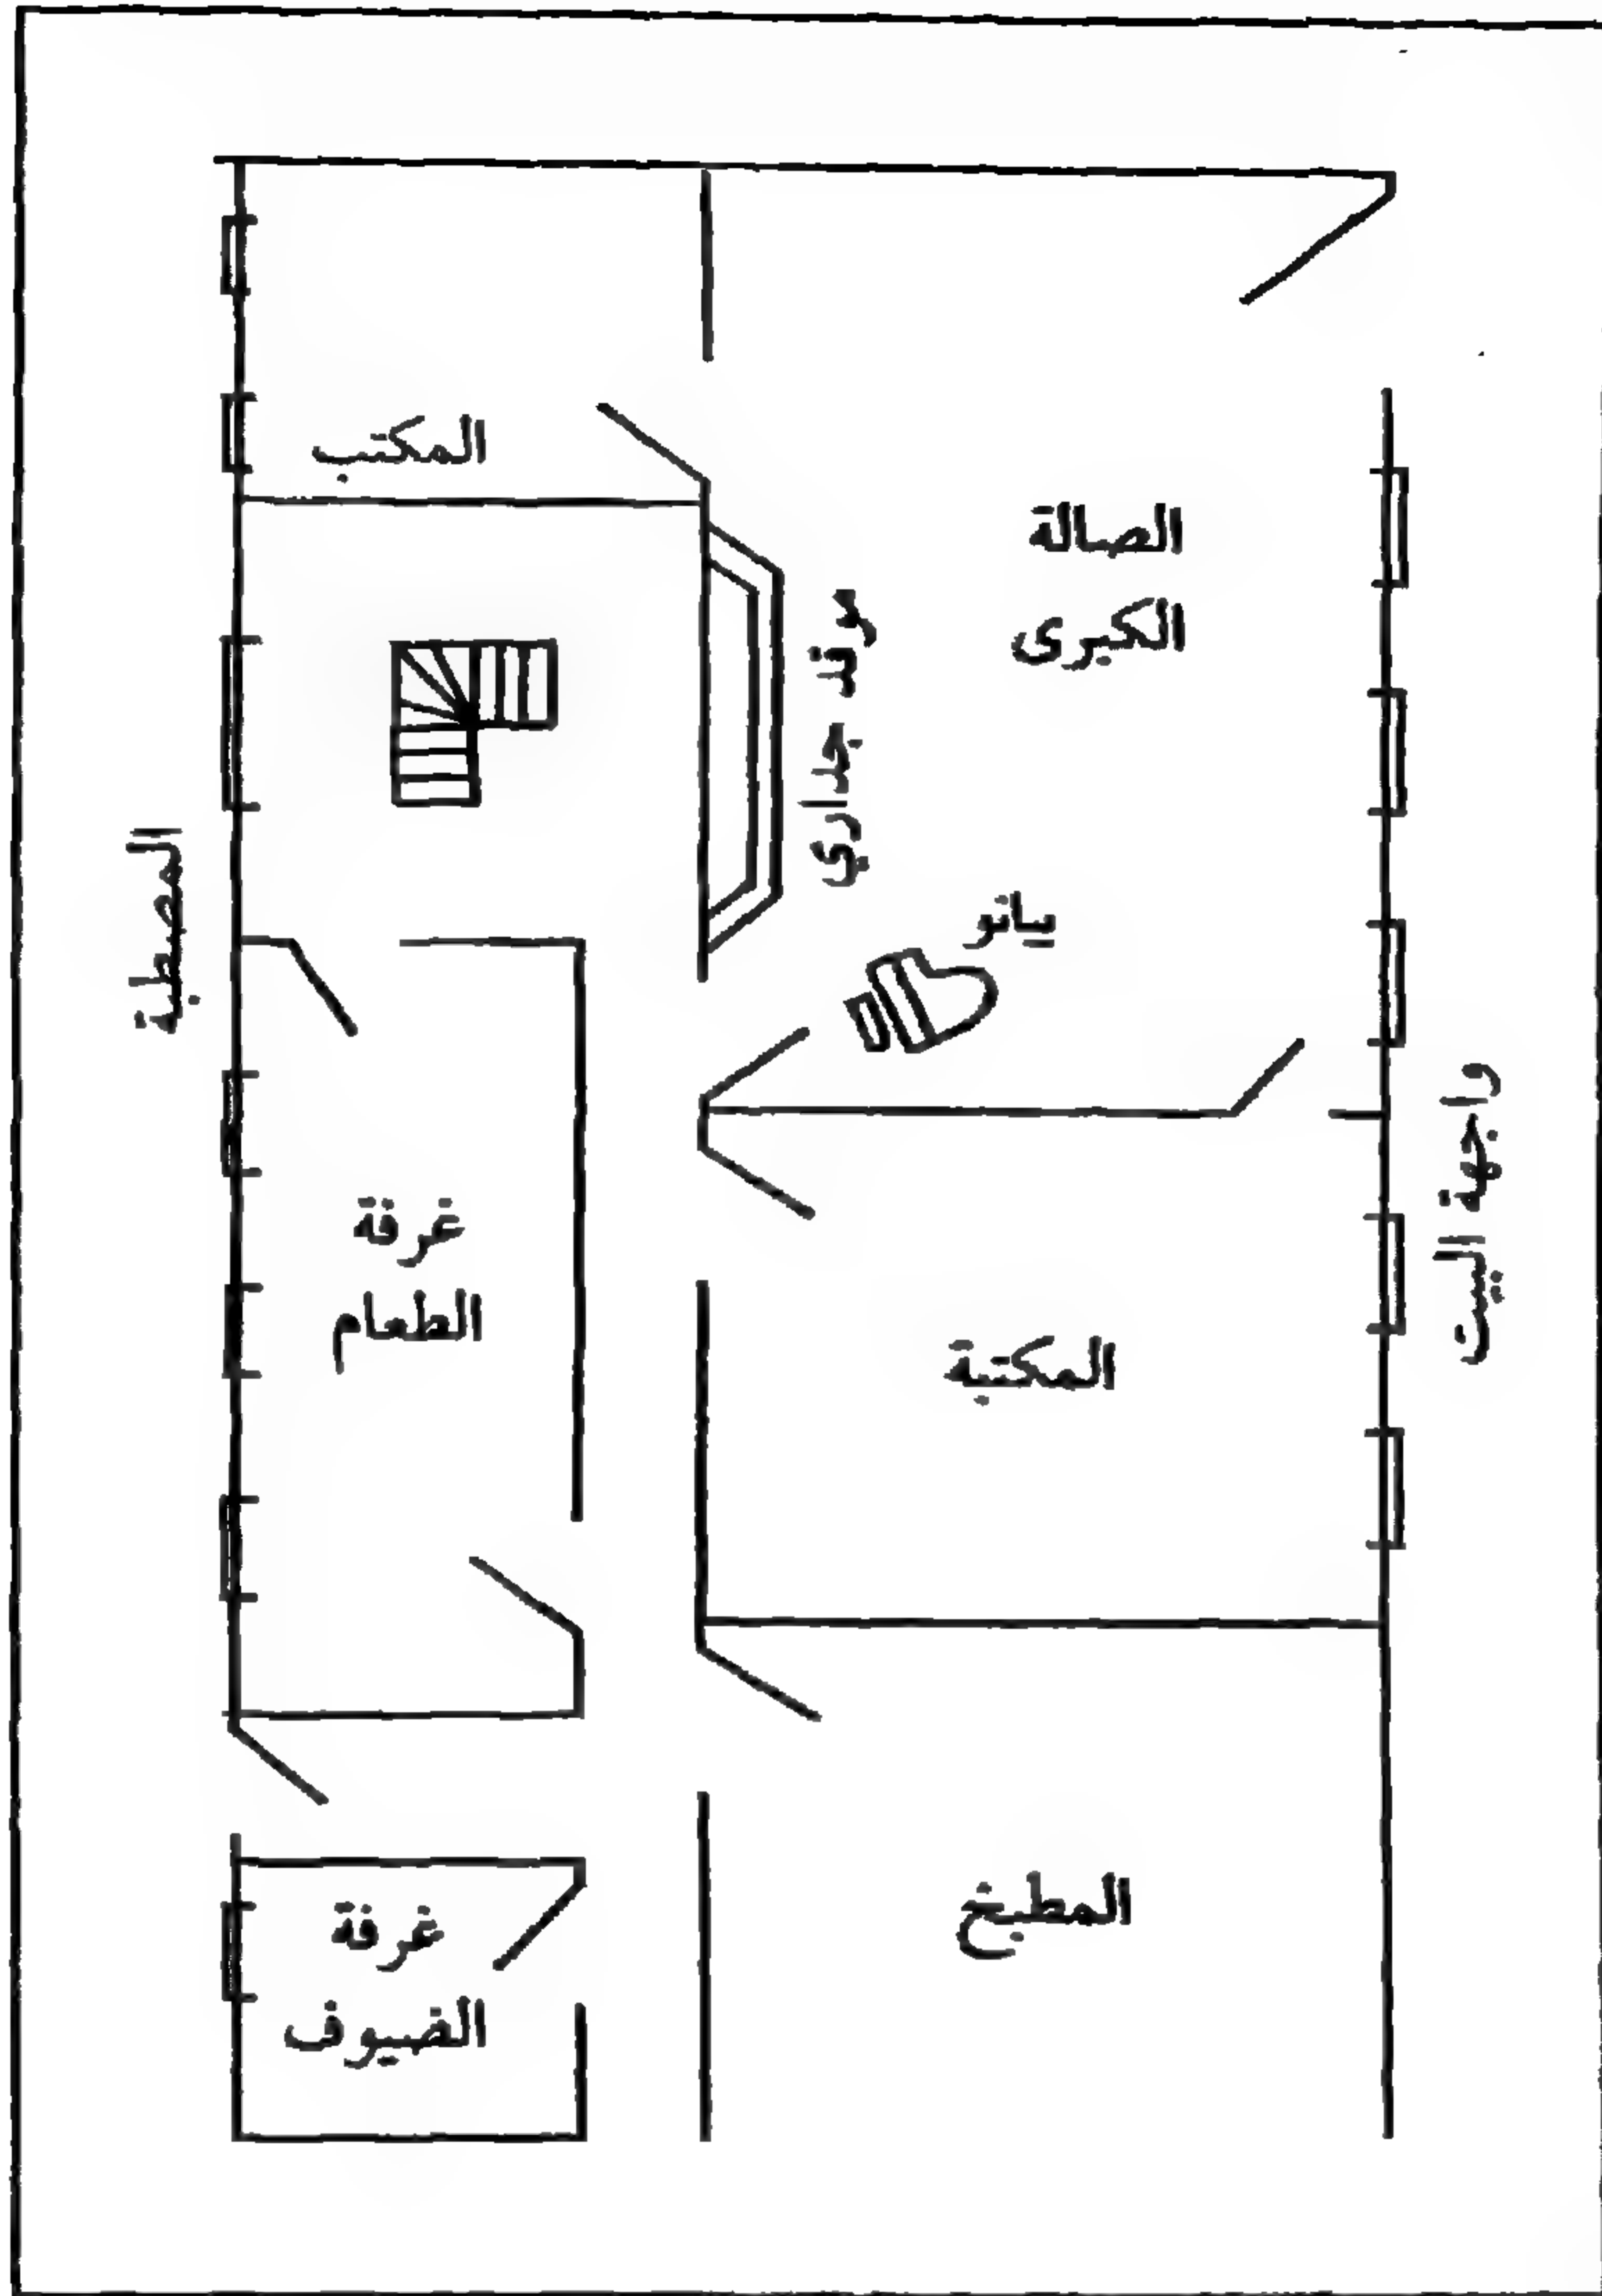 المكتب
الصالة
الكبرى
موقد جداري
بيانو
المصطبة
غرفة
الطعام
واجهة البيت
المكتبة
المطبخ
غرفة
الضيوف